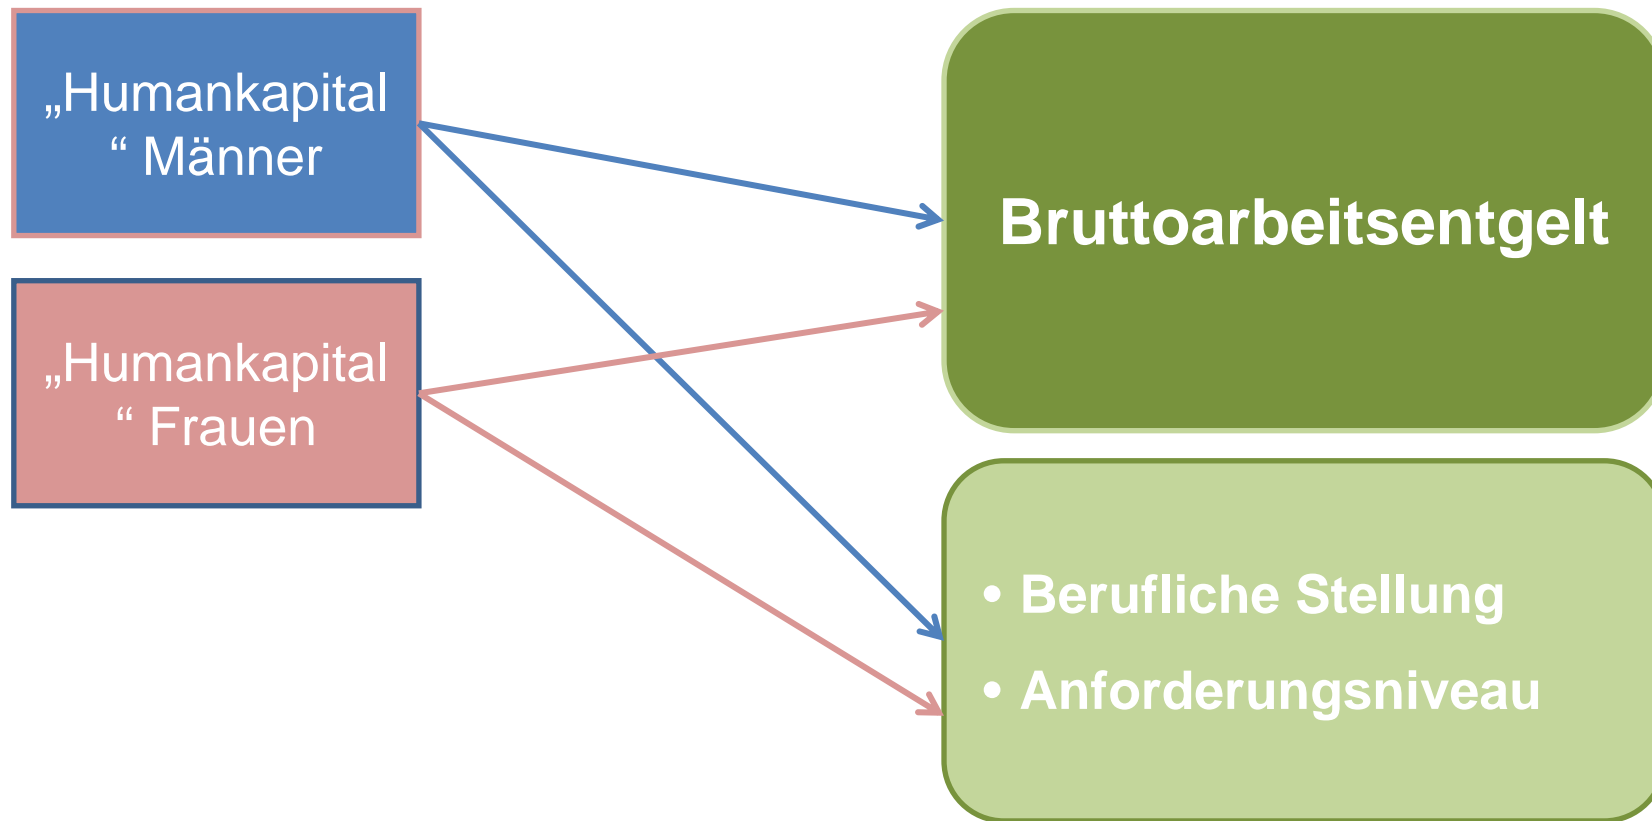 „Humankapital
“ Männer
Bruttoarbeitsentgelt
„Humankapital
“ Frauen
• Berufliche Stellung
• Anforderungsniveau